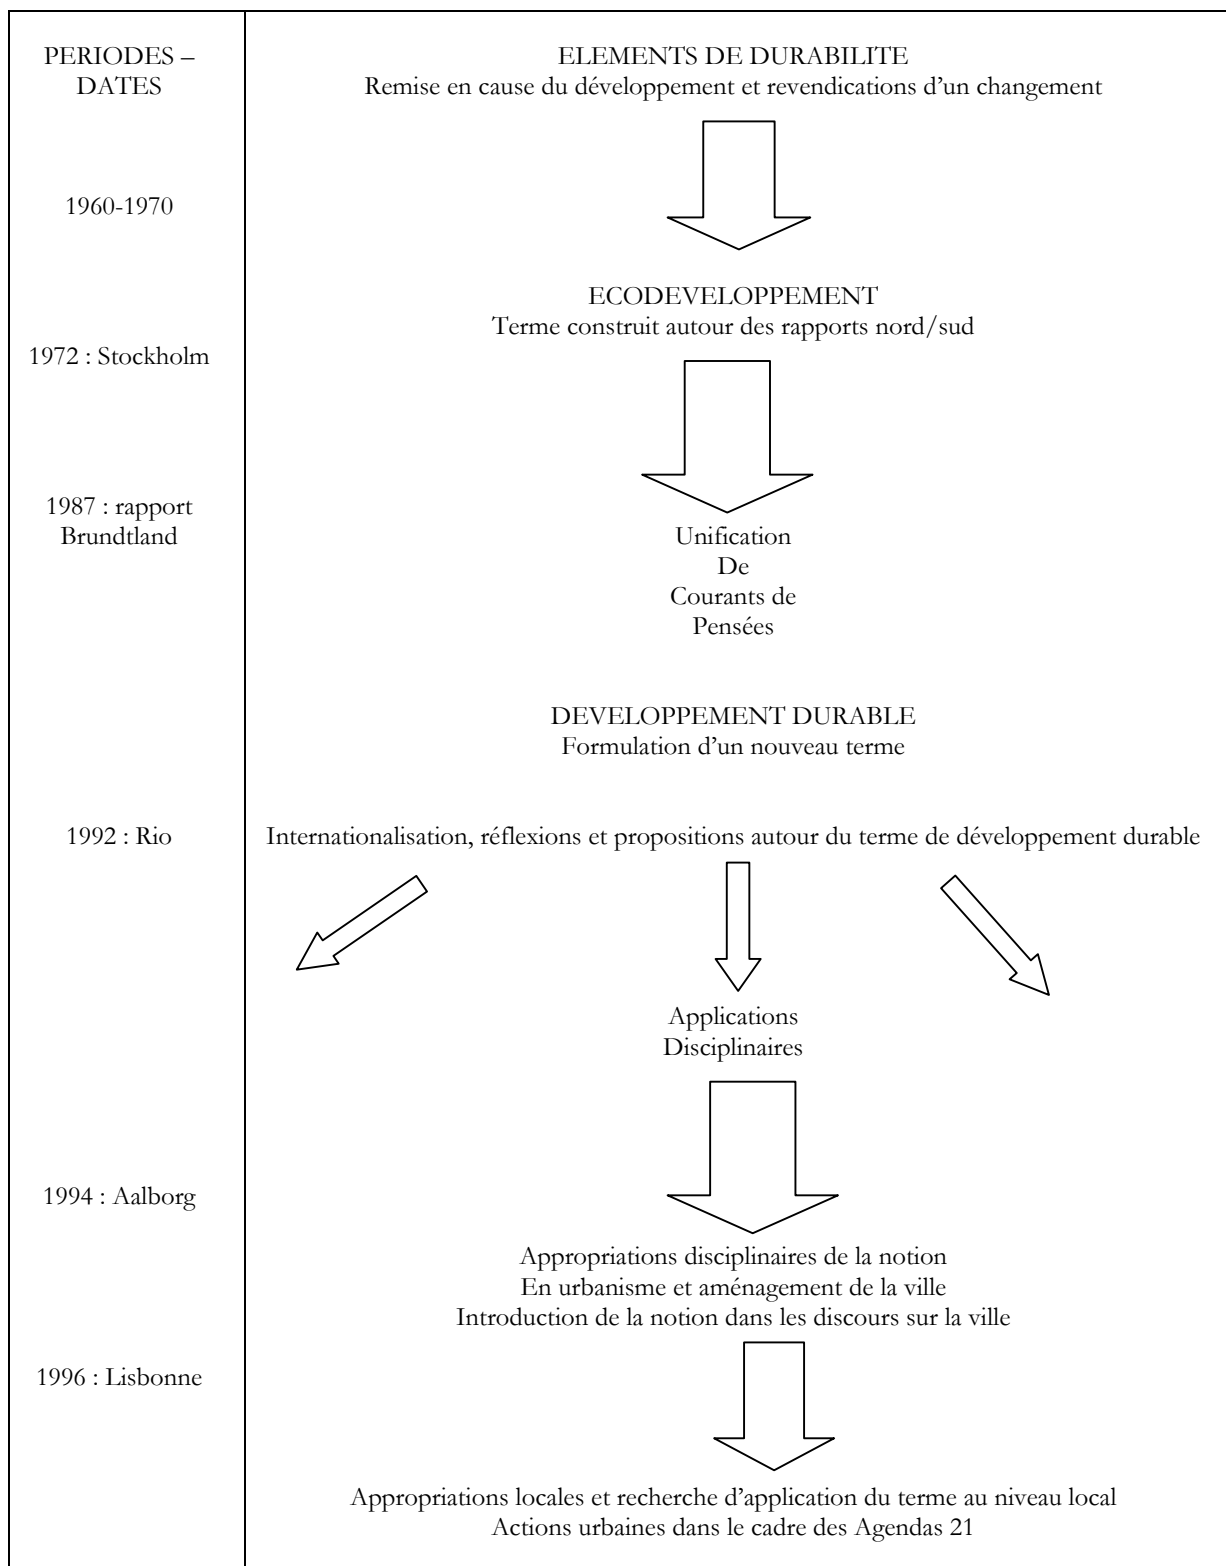 PERIODES –
DATES
ELEMENTS DE DURABILITE
Remise en cause du développement et revendications d’un changement
1960-1970
ECODEVELOPPEMENT
Terme construit autour des rapports nord/sud
1972 : Stockholm
1987 : rapport
Brundtland
Unification
De
Courants de
Pensées
DEVELOPPEMENT DURABLE
Formulation d’un nouveau terme
1992 : Rio
Internationalisation, réflexions et propositions autour du terme de développement durable
Applications
Disciplinaires
1994 : Aalborg
Appropriations disciplinaires de la notion
En urbanisme et aménagement de la ville
Introduction de la notion dans les discours sur la ville
1996 : Lisbonne
Appropriations locales et recherche d’application du terme au niveau local
Actions urbaines dans le cadre des Agendas 21